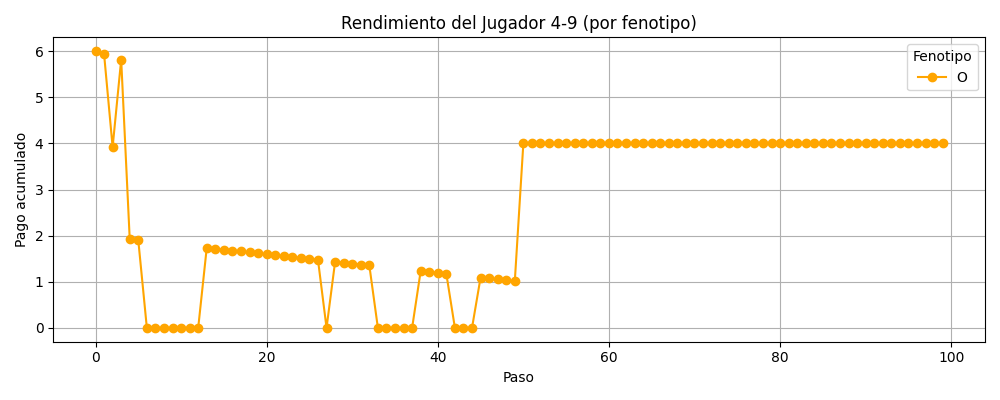 Rendimiento del Jugador 4-9 (por fenotipo)
Fenotipo
O
Pago acumulado
6
5
4
3
2
1
0
0
20
40
60
80
100
Paso